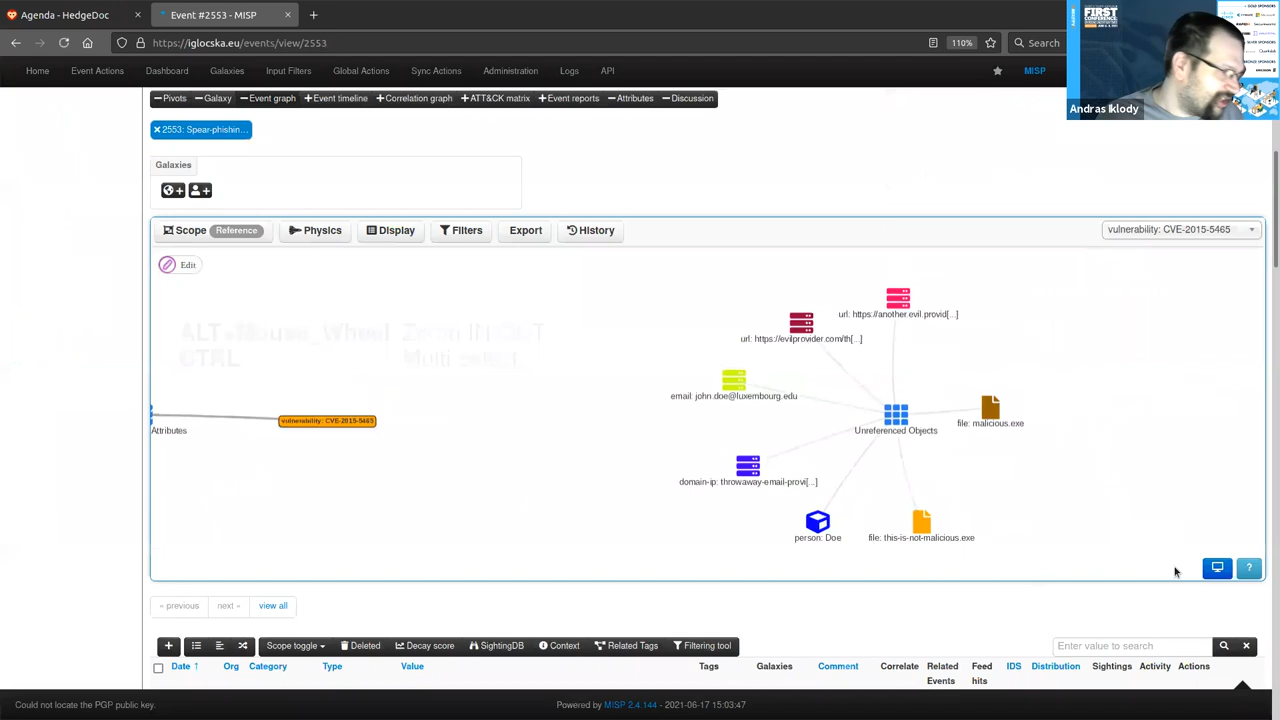 Agenda - HedgeDoc
Event #2553 - MISP
https://iglocska.eu/events/view/2553
110%
Search
FIRST
CONFERENCE
Andras Iklody
Home Event Actions Dashboard Galaxies Input Filters Global Actions Sync Actions Administration Logs API MISP
Pivots Galaxy Event graph Event timeline Correlation graph ATT&CK matrix Event reports Attributes Discussion
2553: Spear-phishin...
Galaxies
Scope Reference Physics Display Filters Export History
vulnerability: CVE-2015-5465
Edit
ALT+Mouse_Wheel Zoom IN/OUT
CTRL Multi select
url: https://another.evil.provid[...]
url: https://evilprovider.com/th[...]
email: john.doe@luxembourg.edu
vulnerability: CVE-2015-5465
Attributes
Unreferenced Objects
file: malicious.exe
domain-ip: throwaway-email-provi[...]
person: Doe
file: this-is-not-malicious.exe
?
« previous next » view all
Scope toggle Deleted Decay score SightingDB Context Related Tags Filtering tool
Enter value to search
Date Org Category Type Value Tags Galaxies Comment Correlate Related Events Feed hits IDS Distribution Sightings Activity Actions
Could not locate the PGP public key.
Powered by MISP 2.4.144 - 2021-06-17 15:03:47